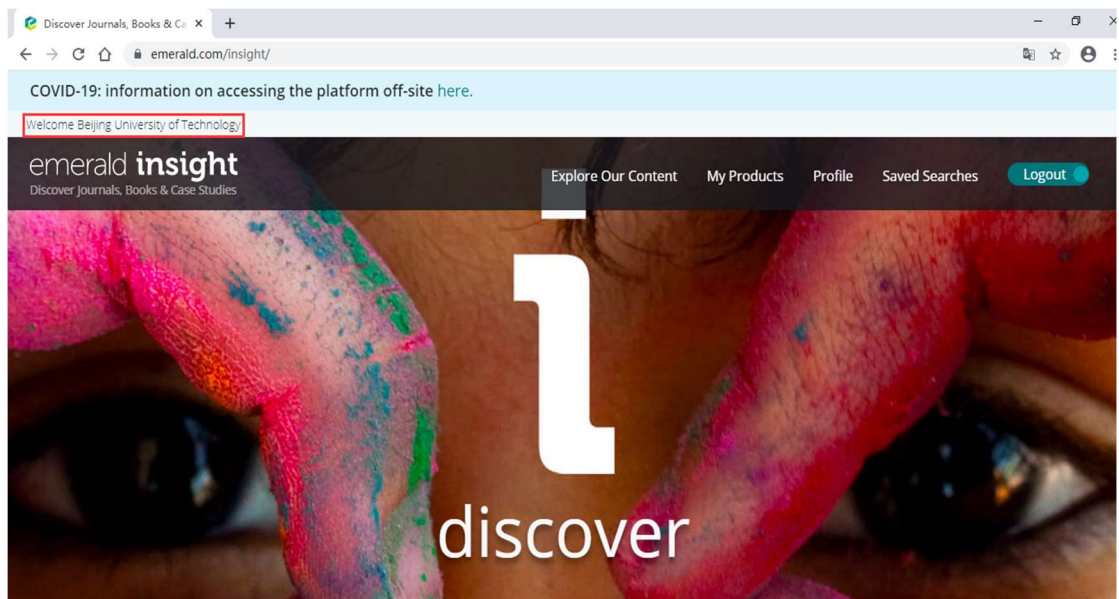 Discover Journals, Books & Ca
emerald.com/insight/
COVID-19: information on accessing the platform off-site here.
Welcome Beijing University of Technology
emerald insight
Discover Journals, Books & Case Studies
Explore Our Content My Products Profile Saved Searches Logout
i
discover